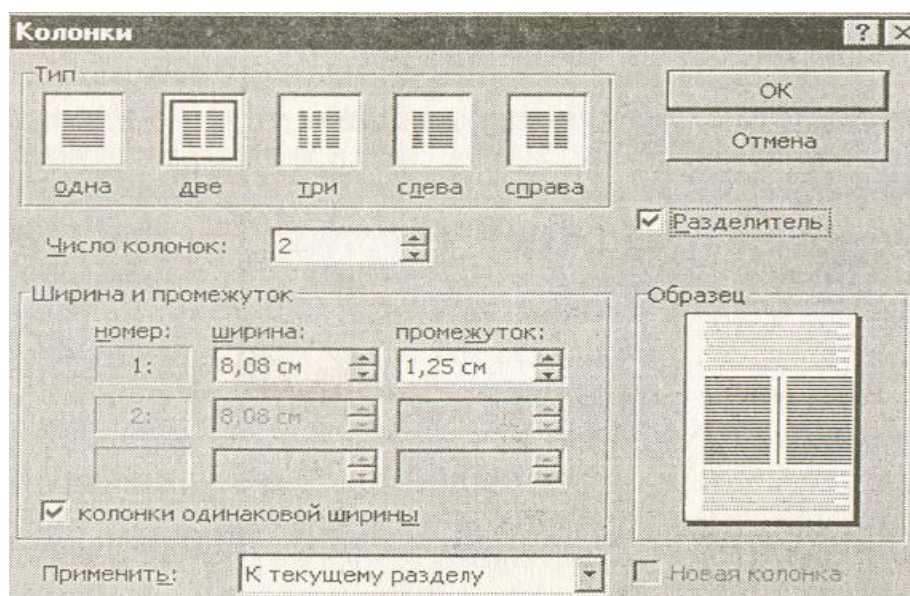 Колонки
Тип
одна две три слева справа
ОК
Отмена
Число колонок: 2
Разделитель
Ширина и промежуток
номер: ширина: промежуток:
1: 8,08 см 1,25 см
2: 8,08 см
колонки одинаковой ширины
Образец
Применить: К текущему разделу
Новая колонка